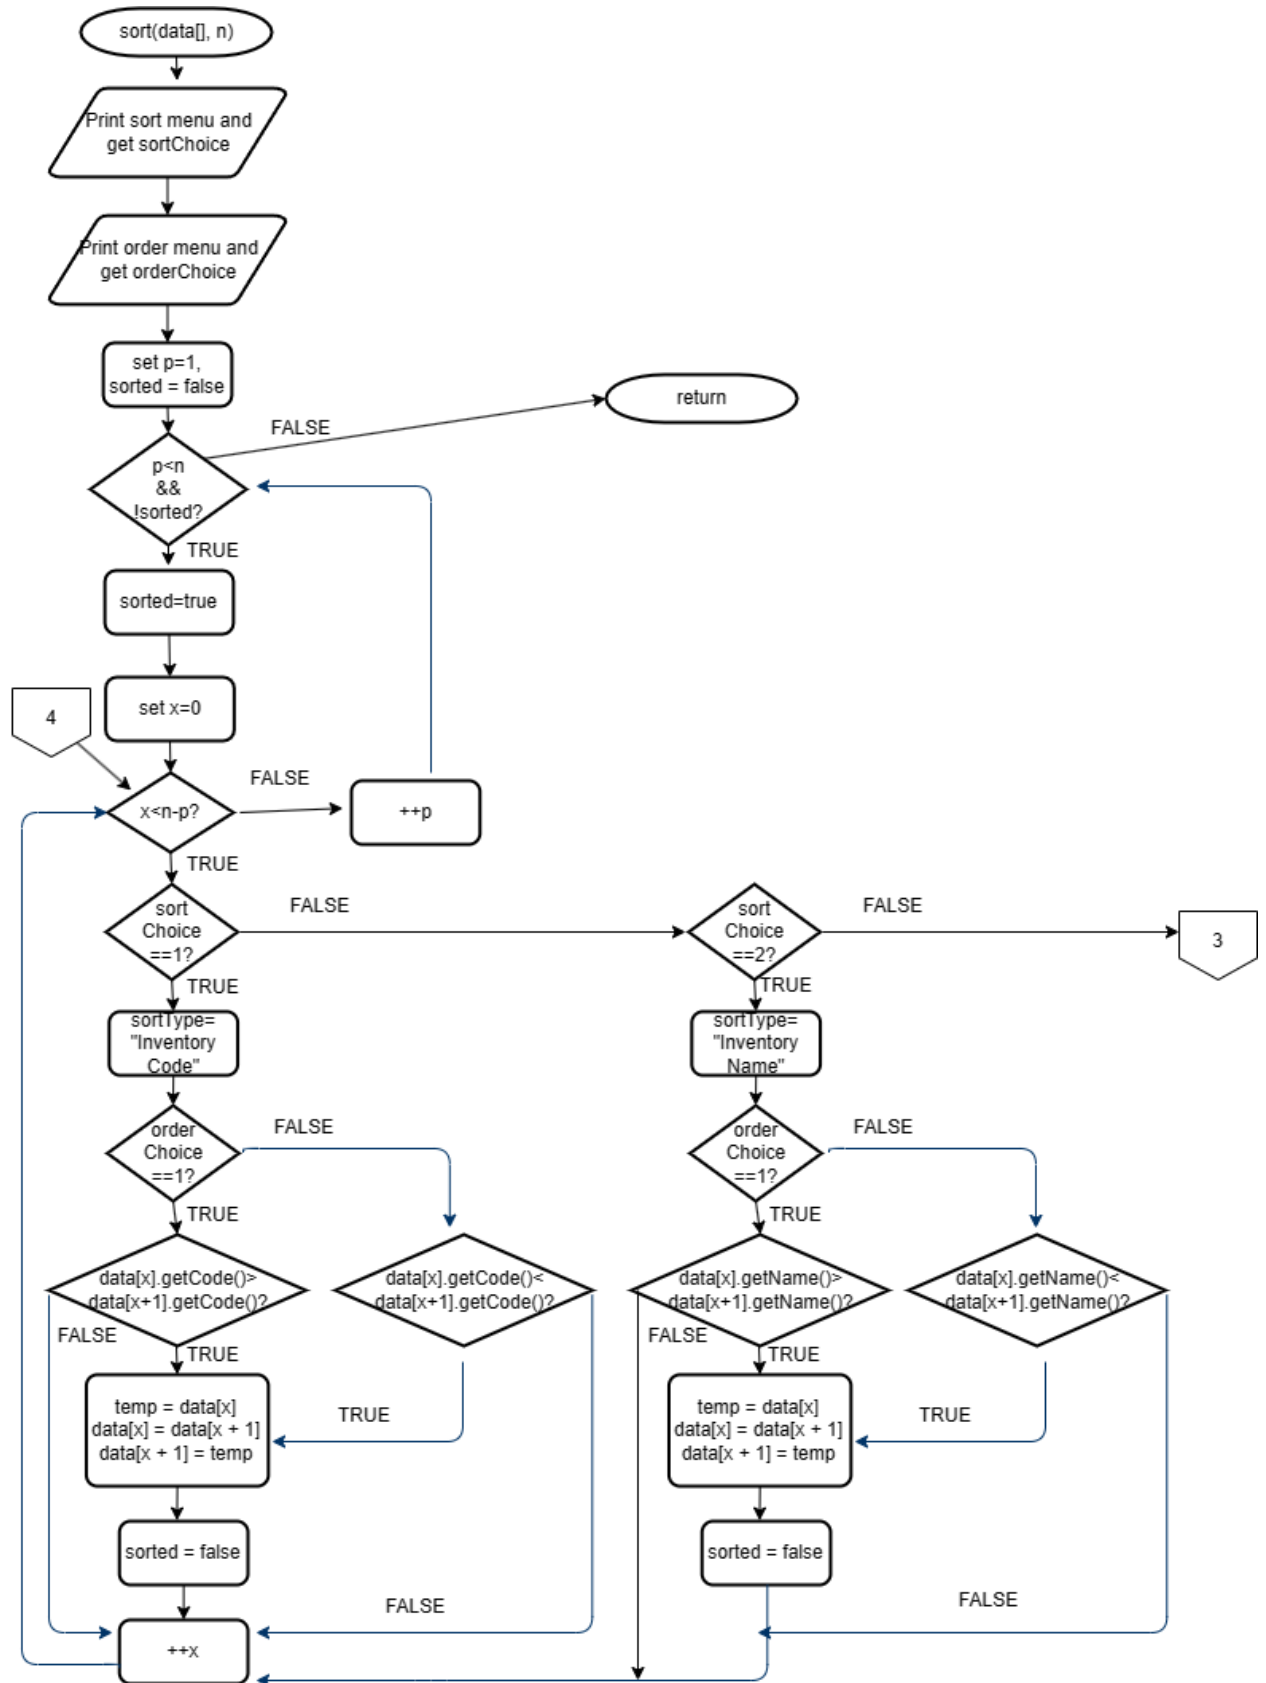 sort(data[], n)
Print sort menu and
get sortChoice
Print order menu and
get orderChoice
set p=1,
sorted = false
return
FALSE
p<n
&&
!sorted?
TRUE
sorted=true
set x=0
4
FALSE
x<n-p?
++p
TRUE
sort
Choice
==1?
FALSE
sort
Choice
==2?
FALSE
3
TRUE
TRUE
sortType=
"Inventory
Code"
sortType=
"Inventory
Name"
order
Choice
==1?
FALSE
order
Choice
==1?
FALSE
TRUE
TRUE
data[x].getCode()>
data[x+1].getCode()?
data[x].getCode()<
data[x+1].getCode()?
data[x].getName()>
data[x+1].getName()?
data[x].getName()<
data[x+1].getName()?
FALSE
TRUE
FALSE
TRUE
temp = data[x]
data[x] = data[x + 1]
data[x + 1] = temp
TRUE
temp = data[x]
data[x] = data[x + 1]
data[x + 1] = temp
TRUE
sorted = false
sorted = false
FALSE
FALSE
++x